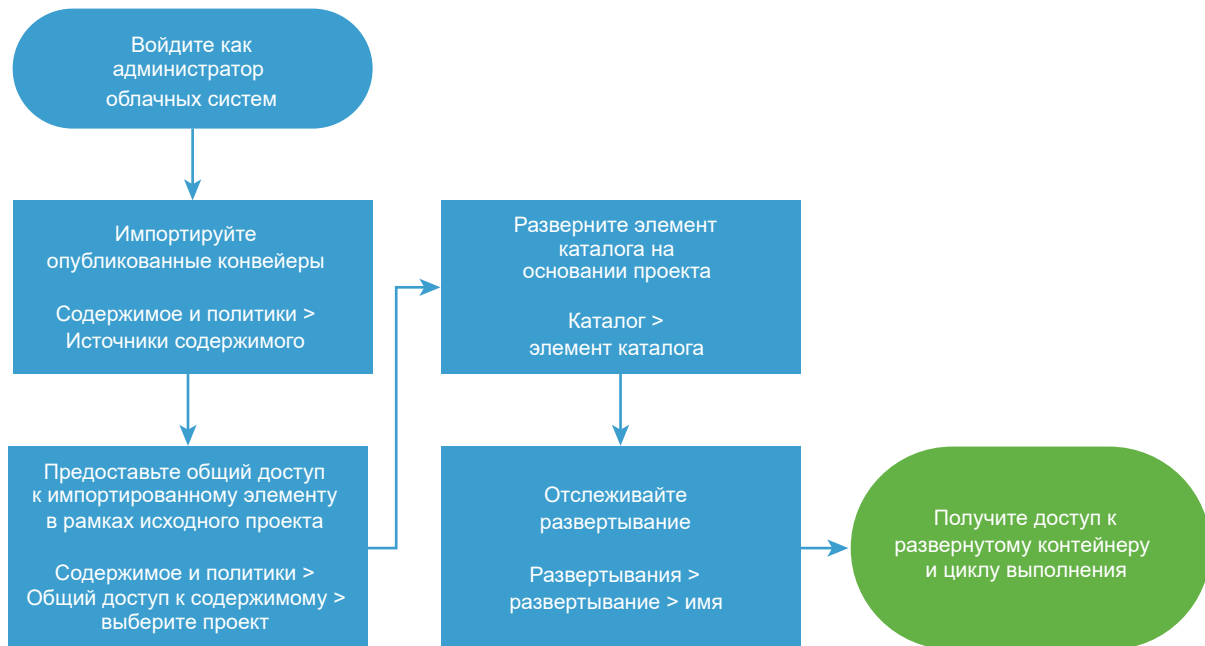 Войдите как
администратор
облачных систем
Импортируйте
опубликованные конвейеры
Содержимое и политики >
Источники содержимого
Предоставьте общий доступ
к импортированному элементу
в рамках исходного проекта
Содержимое и политики >
Общий доступ к содержимому >
выберите проект
Разверните элемент
каталога на
основании проекта
Каталог >
элемент каталога
Отслеживайте
развертывание
Развертывания >
развертывание > имя
Получите доступ к
развернутому контейнеру
и циклу выполнения